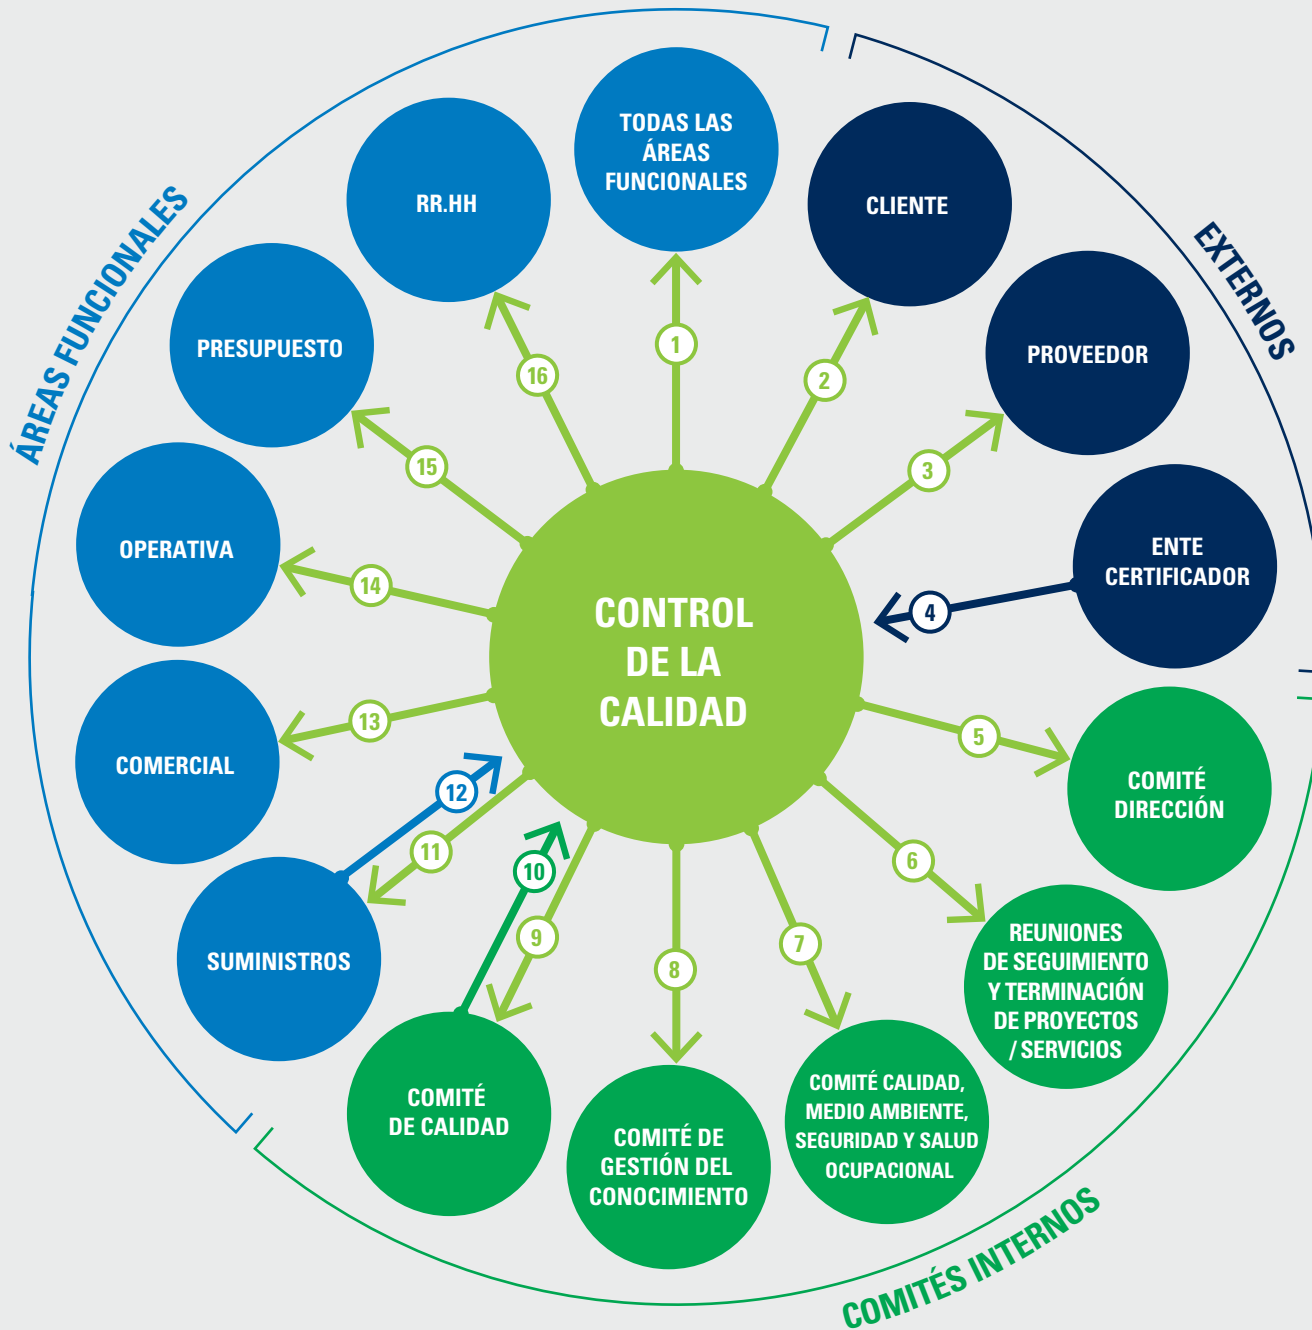 TODAS LAS
ÁREAS
FUNCIONALES
CLIENTE
PROVEEDOR
ENTE
CERTIFICADOR
COMITÉ
DIRECCIÓN
REUNIONES
DE SEGUIMIENTO
Y TERMINACIÓN
DE PROYECTOS
/ SERVICIOS
COMITÉ CALIDAD,
MEDIO AMBIENTE,
SEGURIDAD Y SALUD
OCUPACIONAL
COMITÉ DE
GESTIÓN DEL
CONOCIMIENTO
COMITÉ
DE CALIDAD
SUMINISTROS
COMERCIAL
OPERATIVA
PRESUPUESTO
RR.HH
CONTROL
DE LA
CALIDAD
1
2
3
4
5
6
7
8
9
10
11
12
13
14
15
16
ÁREAS FUNCIONALES
EXTERNOS
COMITÉS INTERNOS